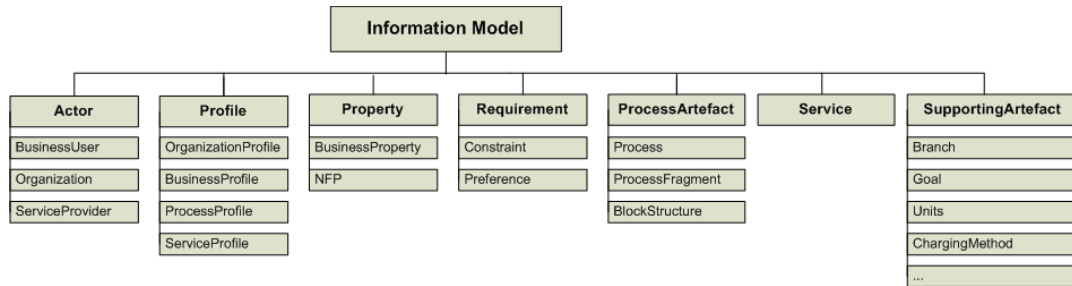 Information Model
Actor
BusinessUser
Organization
ServiceProvider
Profile
OrganizationProfile
BusinessProfile
ProcessProfile
ServiceProfile
Property
BusinessProperty
NFP
Requirement
Constraint
Preference
ProcessArtefact
Process
ProcessFragment
BlockStructure
Service
SupportingArtefact
Branch
Goal
Units
ChargingMethod
...